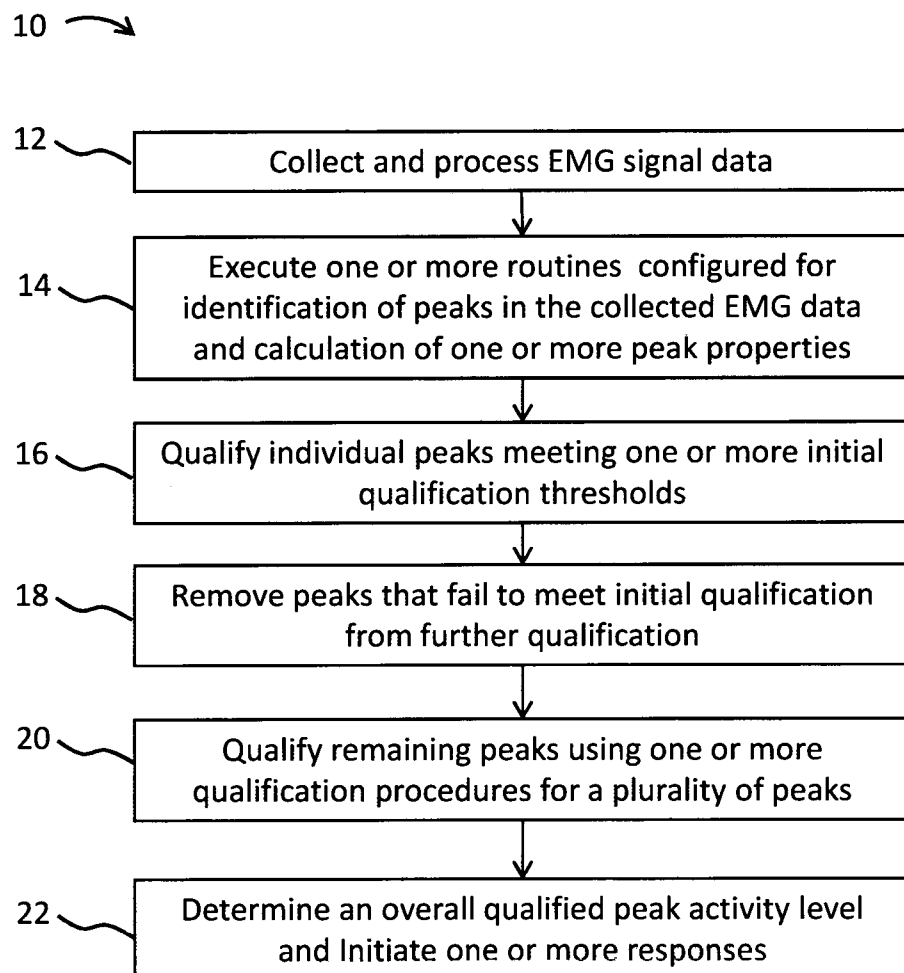 10
12
Collect and process EMG signal data
14
Execute one or more routines configured for
identification of peaks in the collected EMG data
and calculation of one or more peak properties
16
Qualify individual peaks meeting one or more initial
qualification thresholds
18
Remove peaks that fail to meet initial qualification
from further qualification
20
Qualify remaining peaks using one or more
qualification procedures for a plurality of peaks
22
Determine an overall qualified peak activity level
and Initiate one or more responses